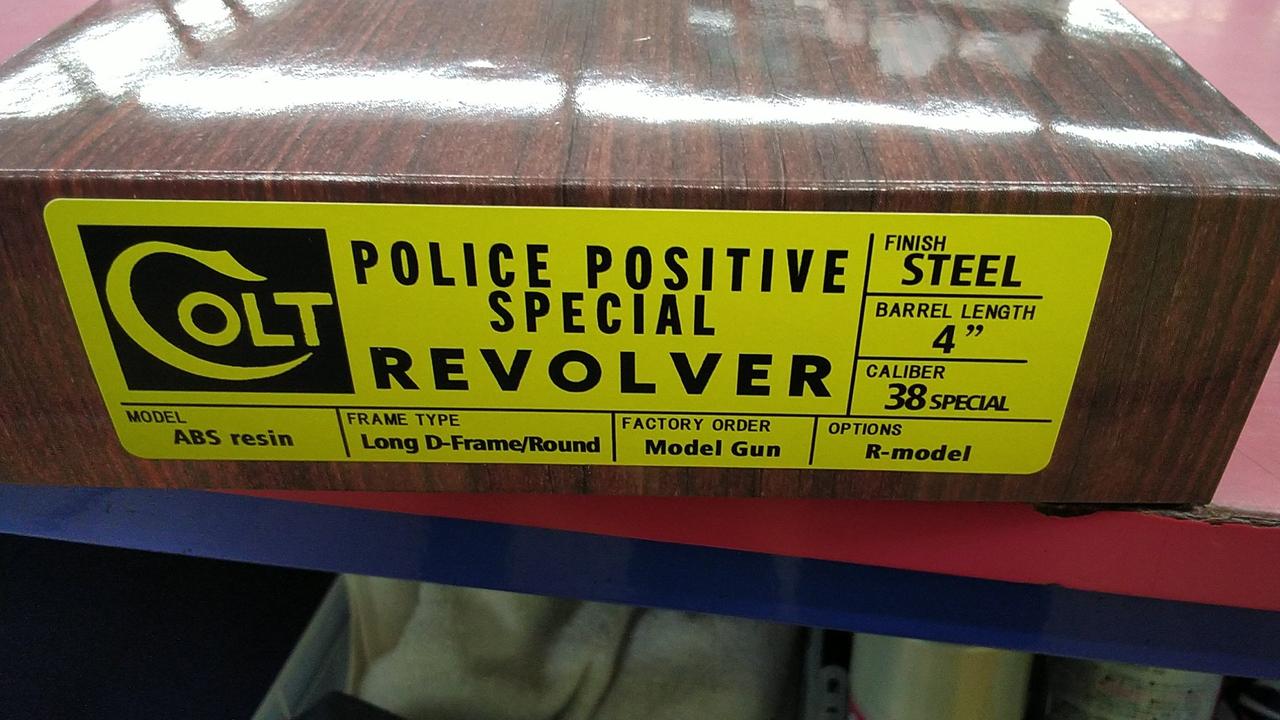 COLT
POLICE POSITIVE
SPECIAL
REVOLVER
FINISH
STEEL
BARREL LENGTH
4”
CALIBER
38 SPECIAL
MODEL
ABS resin
FRAME TYPE
Long D-Frame/Round
FACTORY ORDER
Model Gun
OPTIONS
R-model